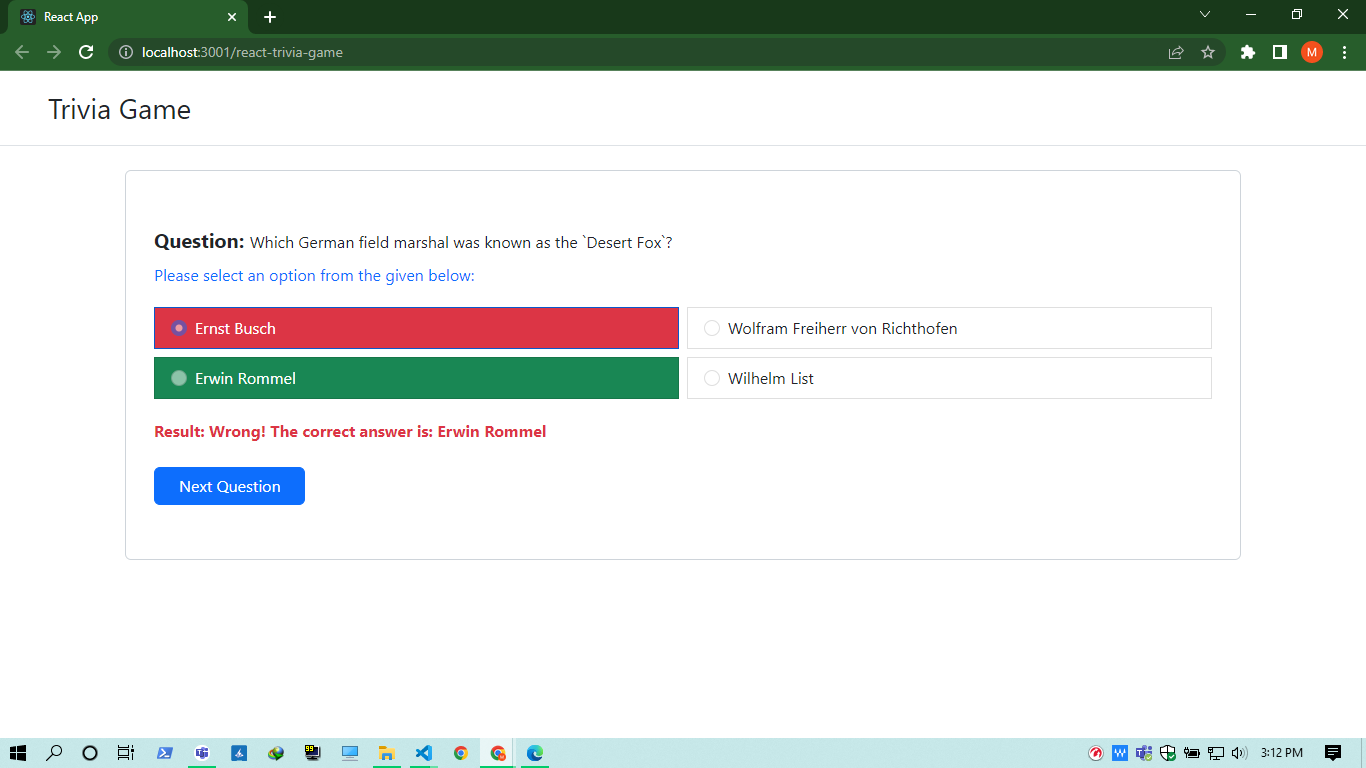 React App
localhost:3001/react-trivia-game
M
Trivia Game
Question: Which German field marshal was known as the `Desert Fox`?
Please select an option from the given below:
Ernst Busch
Wolfram Freiherr von Richthofen
Erwin Rommel
Wilhelm List
Result: Wrong! The correct answer is: Erwin Rommel
Next Question
99
W
3:12 PM